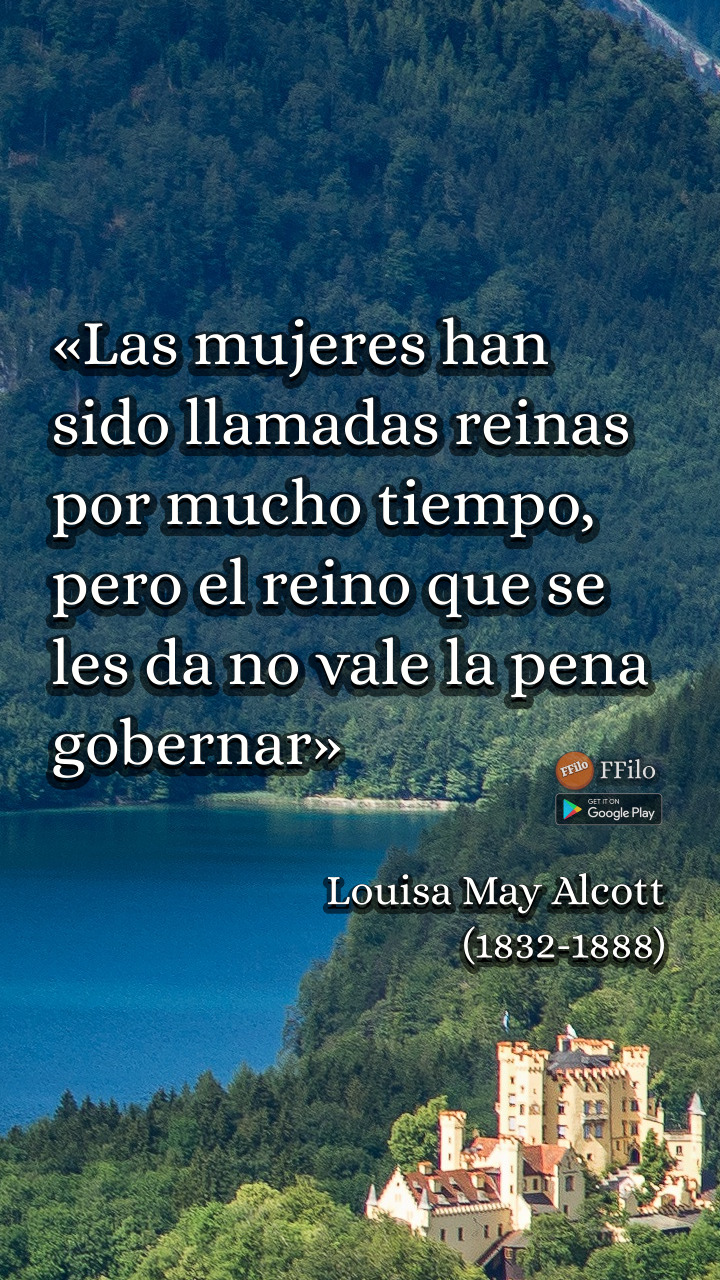 «Las mujeres han
sido llamadas reinas
por mucho tiempo,
pero el reino que se
les da no vale la pena
gobernar»
FFilo FFilo
GET IT ON
Google Play
Louisa May Alcott
(1832-1888)